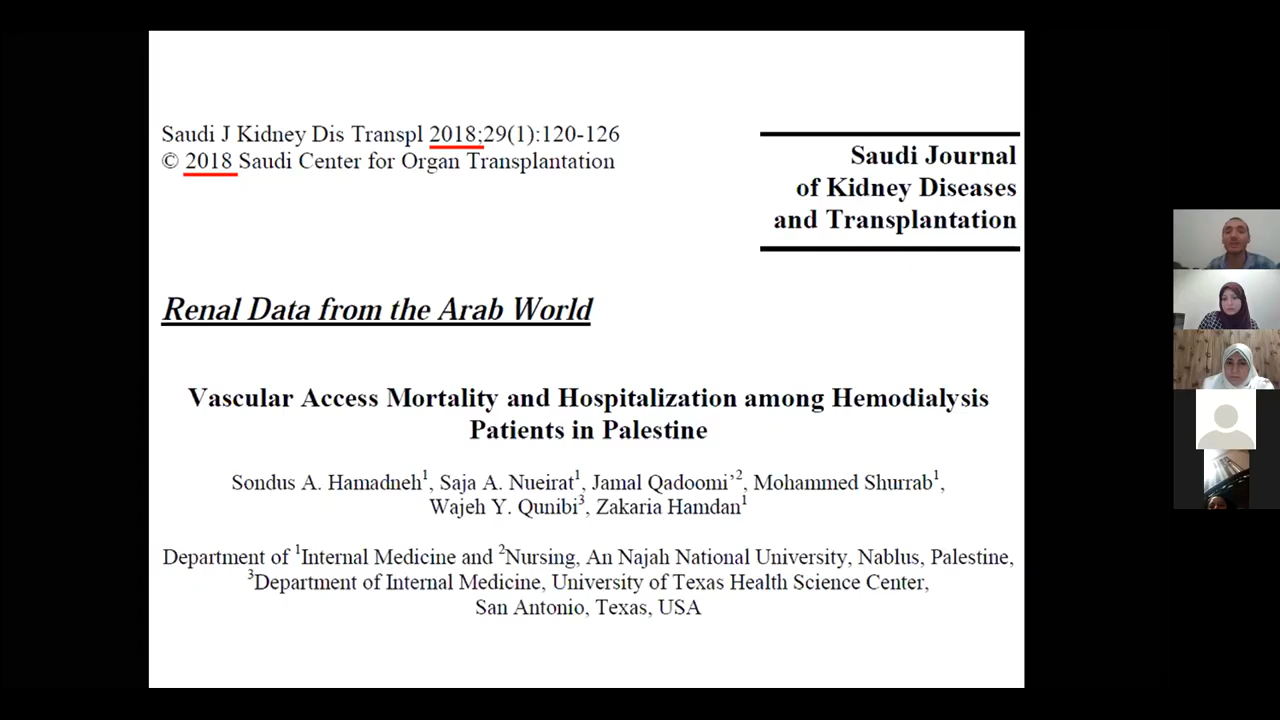 Saudi J Kidney Dis Transpl 2018;29(1):120-126
© 2018 Saudi Center for Organ Transplantation
Saudi Journal
of Kidney Diseases
and Transplantation
Renal Data from the Arab World
Vascular Access Mortality and Hospitalization among Hemodialysis
Patients in Palestine
Sondus A. Hamadneh1, Saja A. Nueirat1, Jamal Qadoomi’2, Mohammed Shurrab1,
Wajeh Y. Qunibi3, Zakaria Hamdan1
Department of 1Internal Medicine and 2Nursing, An Najah National University, Nablus, Palestine,
3Department of Internal Medicine, University of Texas Health Science Center,
San Antonio, Texas, USA